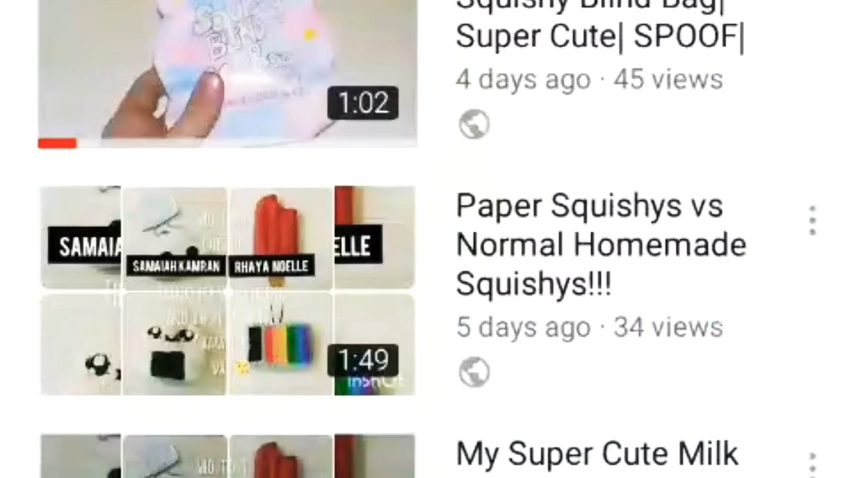 Squishy Blind Bag|
Super Cute| SPOOF|
4 days ago · 45 views
1:02
Paper Squishys vs
Normal Homemade
Squishys!!!
5 days ago · 34 views
SAMAIA
SAMAIAH KAMRAN
RHAYA NOELLE
ELLE
1:49
InShOt
My Super Cute Milk